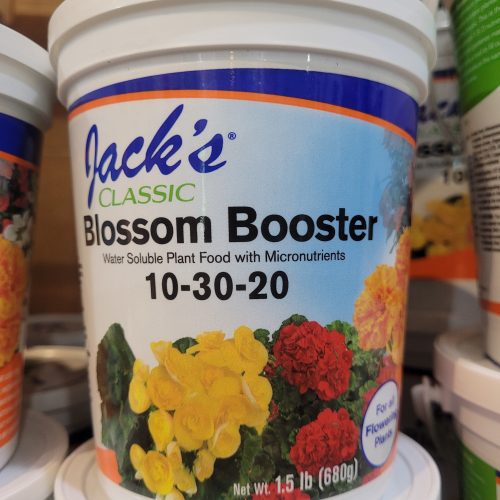 Jack's®
CLASSIC
Blossom Booster
Water Soluble Plant Food with Micronutrients
10-30-20
For all
Flowering
Plants
Net Wt. 1.5 lb (680g)